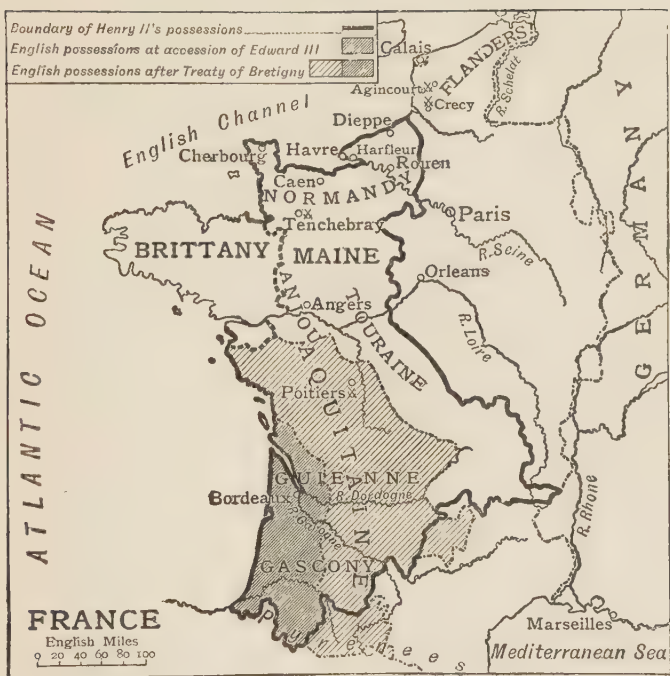 Boundary of Henry II's possessions
English possessions at accession of Edward III
English possessions after Treaty of Bretigny
Calais
FLANDERS
R. Schelat
Agincourt
Crecy
English Channel
Dieppe
Cherbourg
Havre
Harfleur
Rouen
Caen
NORMANDY
Tenchebray
Paris
BRITTANY
MAINE
R. Seine
GERMANY
ATLANTIC OCEAN
Orleans
ANJOU
Angers
TOURAINE
R. Loire
AQUITAINE
Poitiers
GUIENNE
Bordeaux
R. Dordogne
R. Garonne
R. Rhone
GASCONY
Pyrenees
FRANCE
English Miles
0 20 40 60 80 100
Marseilles
Mediterranean Sea